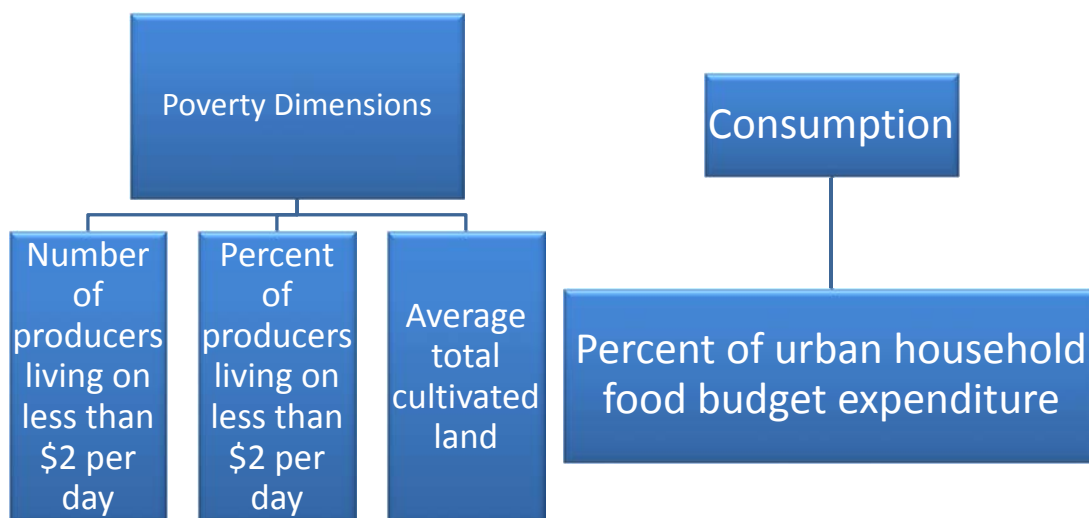 Poverty Dimensions
Number
of
producers
living on
less than
$2 per
day
Percent
of
producers
living on
less than
$2 per
day
Average
total
cultivated
land
Consumption
Percent of urban household
food budget expenditure